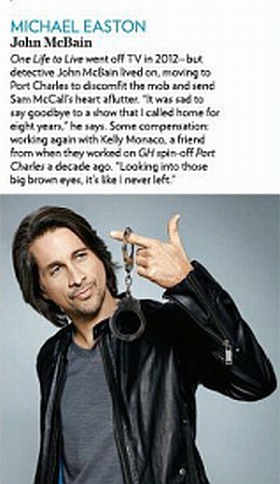 MICHAEL EASTON
John McBain
One Life to Live went off TV in 2012—but
detective John McBain lived on, moving to
Port Charles to discomfit the mob and send
Sam McCall's heart aflutter. "It was sad to
say goodbye to a show that I called home for
eight years," he says. Some compensation:
working again with Kelly Monaco, a friend
from when they worked on GH spin-off Port
Charles a decade ago. "Looking into those
big brown eyes, it's like I never left."